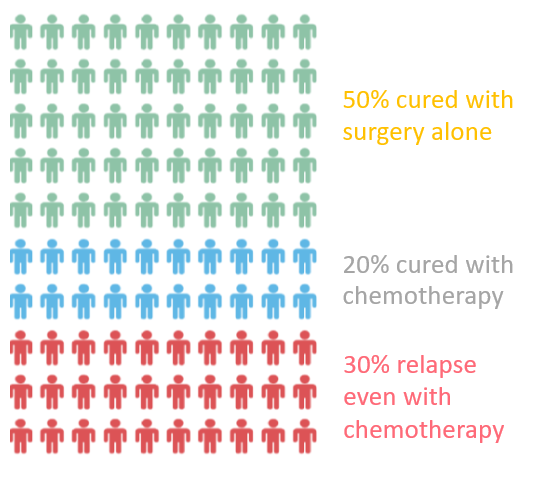 50% cured with
surgery alone
20% cured with
chemotherapy
30% relapse
even with
chemotherapy